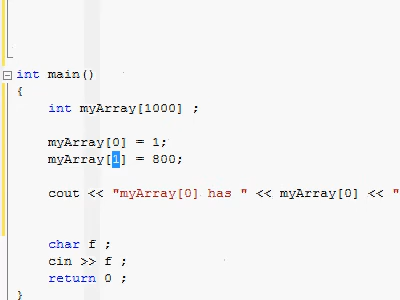 int main()
{
int myArray[1000] ;
myArray[0] = 1;
myArray[1] = 800;
cout << "myArray[0] has " << myArray[0] << "
char f ;
cin >> f ;
return 0 ;
}